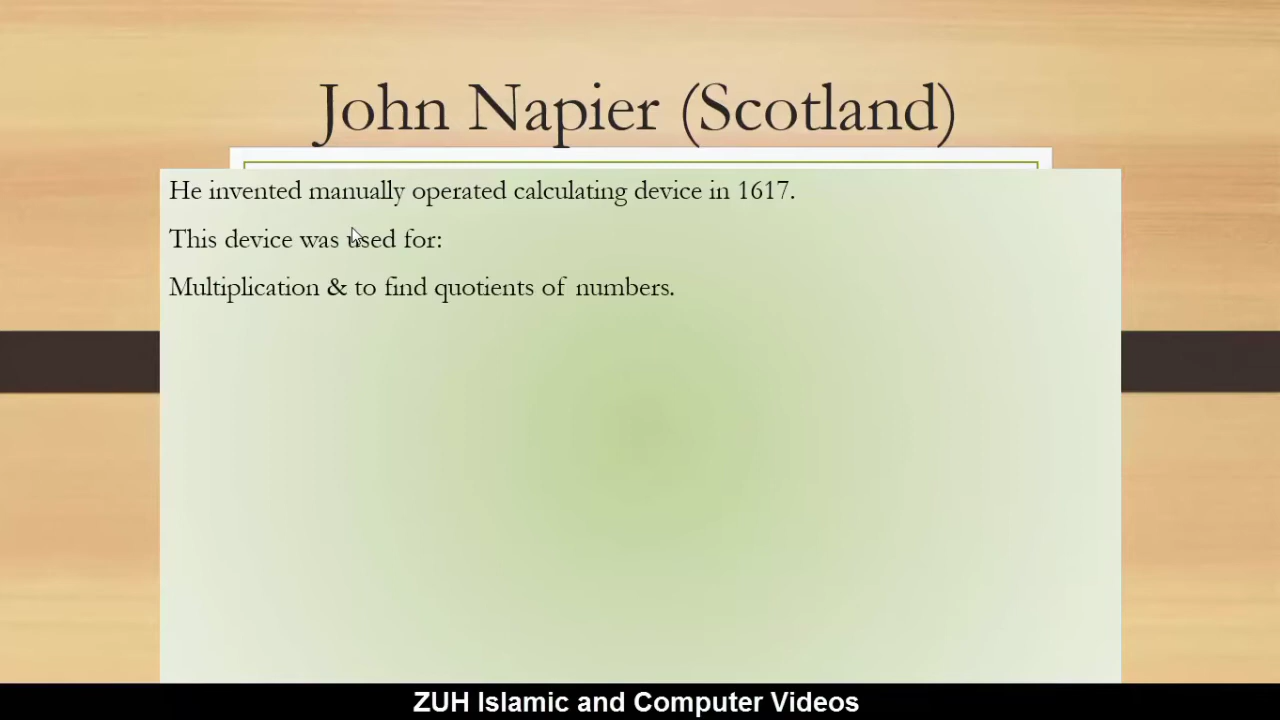 John Napier (Scotland)
He invented manually operated calculating device in 1617.
This device was used for:
Multiplication & to find quotients of numbers.
ZUH Islamic and Computer Videos